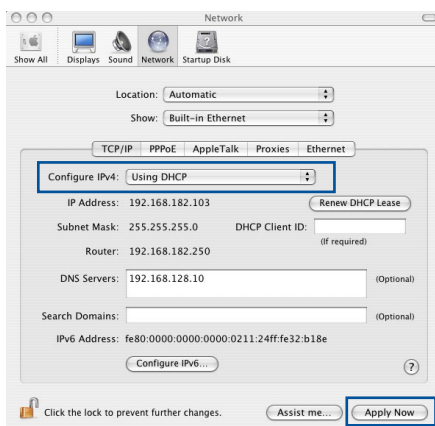 Network
Show All Displays Sound Network Startup Disk
Location: Automatic
Show: Built-in Ethernet
TCP/IP PPPoE AppleTalk Proxies Ethernet
Configure IPv4: Using DHCP
IP Address: 192.168.182.103 Renew DHCP Lease
Subnet Mask: 255.255.255.0 DHCP Client ID:
(If required)
Router: 192.168.182.250
DNS Servers: 192.168.128.10 (Optional)
Search Domains: (Optional)
IPv6 Address: fe80:0000:0000:0000:0211:24ff:fe32:b18e
Configure IPv6... ?
Click the lock to prevent further changes. Assist me... Apply Now